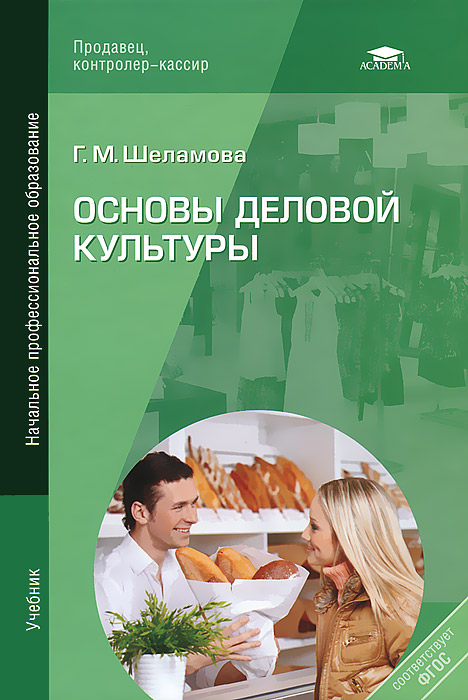 Продавец,
контролер–кассир
ACADEMA
Г. М. Шеламова
ОСНОВЫ ДЕЛОВОЙ
КУЛЬТУРЫ
Начальное профессиональное образование
Учебник
соответствует
ФГОС